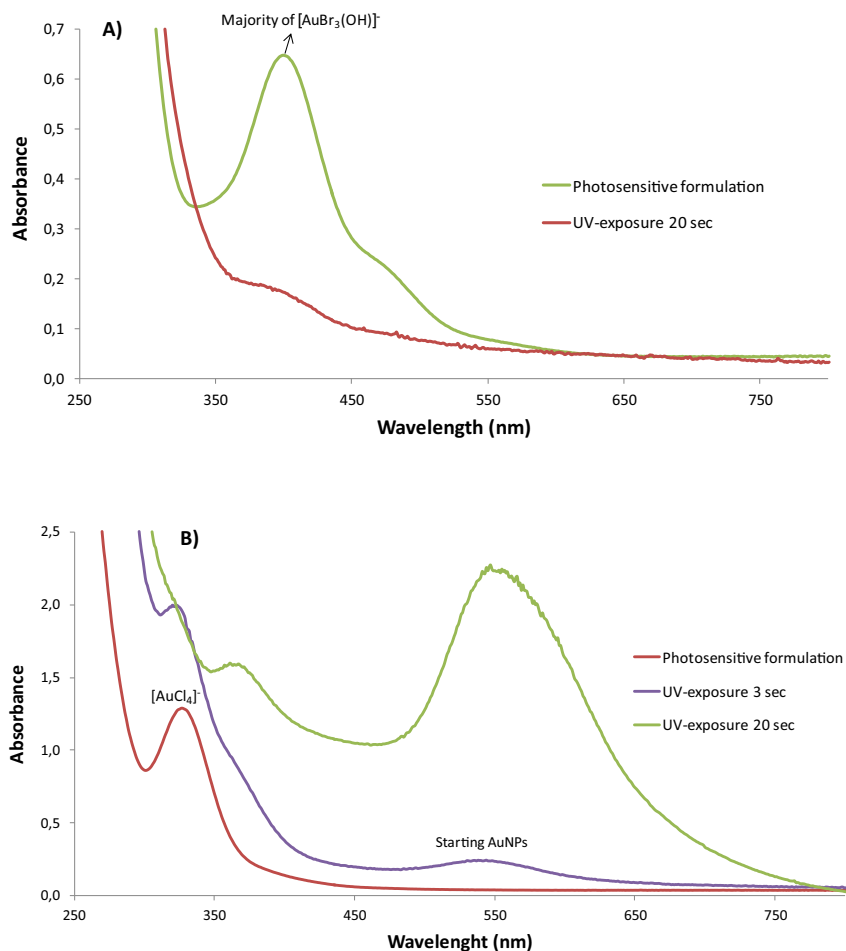 A)
Majority of [AuBr₃(OH)]⁻
0,7
0,6
0,5
0,4
0,3
0,2
0,1
0,0
Absorbance
Photosensitive formulation
UV-exposure 20 sec
250 350 450 550 650 750
Wavelength (nm)
B)
2,5
2,0
1,5
1,0
0,5
0,0
Absorbance
[AuCl₄]⁻
Starting AuNPs
Photosensitive formulation
UV-exposure 3 sec
UV-exposure 20 sec
250 350 450 550 650 750
Wavelenght (nm)